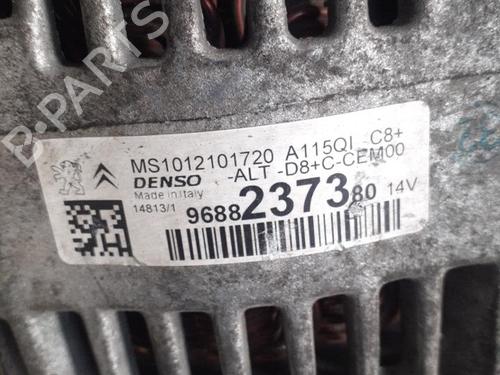 B-PARTS
MS1012101720 A115QI C8+
DENSO -ALT -D8+C-CEM00
Made in Italy
14813/1
9688237380 14V